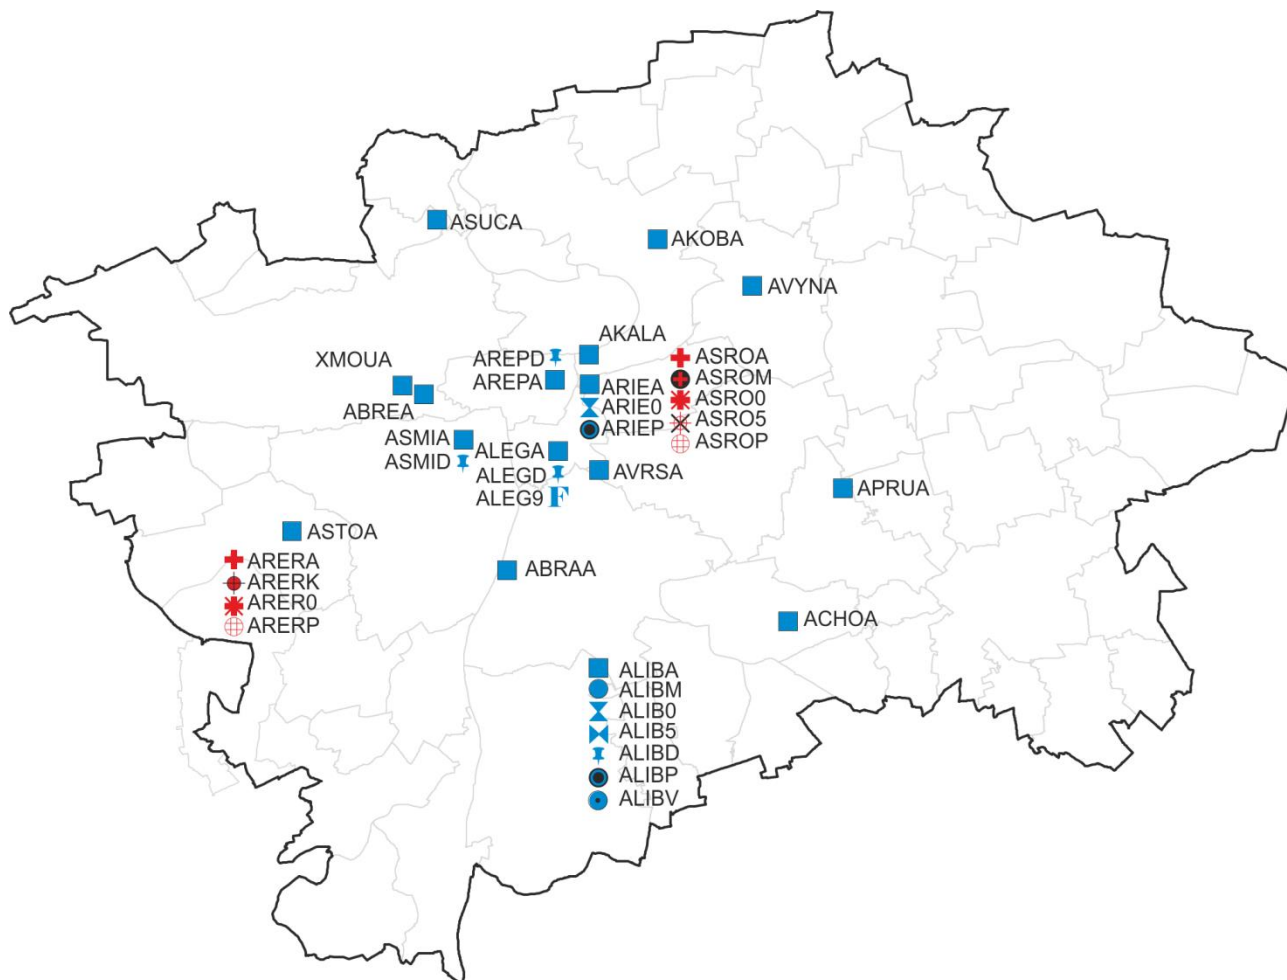 ASUCA
AKOBA
AVYNA
AKALA
XMOUA
AREPD
AREPA
ABREA
ARIEA
ARIE0
ARIEP
ASROA
ASROM
ASRO0
ASRO5
ASROP
ASMIA
ASMID
ALEGA
ALEGD
ALEG9
F
AVRSA
APRUA
ASTOA
ARERA
ARERK
ARER0
ARERP
ABRAA
ACHOA
ALIBA
ALIBM
ALIB0
ALIB5
ALIBD
ALIBP
ALIBV